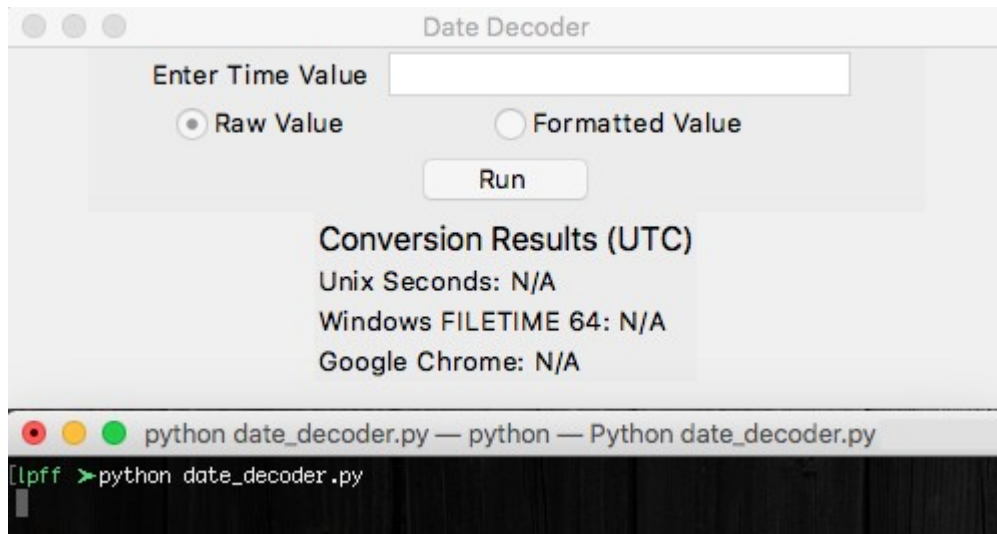 Date Decoder
Enter Time Value
Raw Value Formatted Value
Run
Conversion Results (UTC)
Unix Seconds: N/A
Windows FILETIME 64: N/A
Google Chrome: N/A
python date_decoder.py — python — Python date_decoder.py
[lpff ➤python date_decoder.py